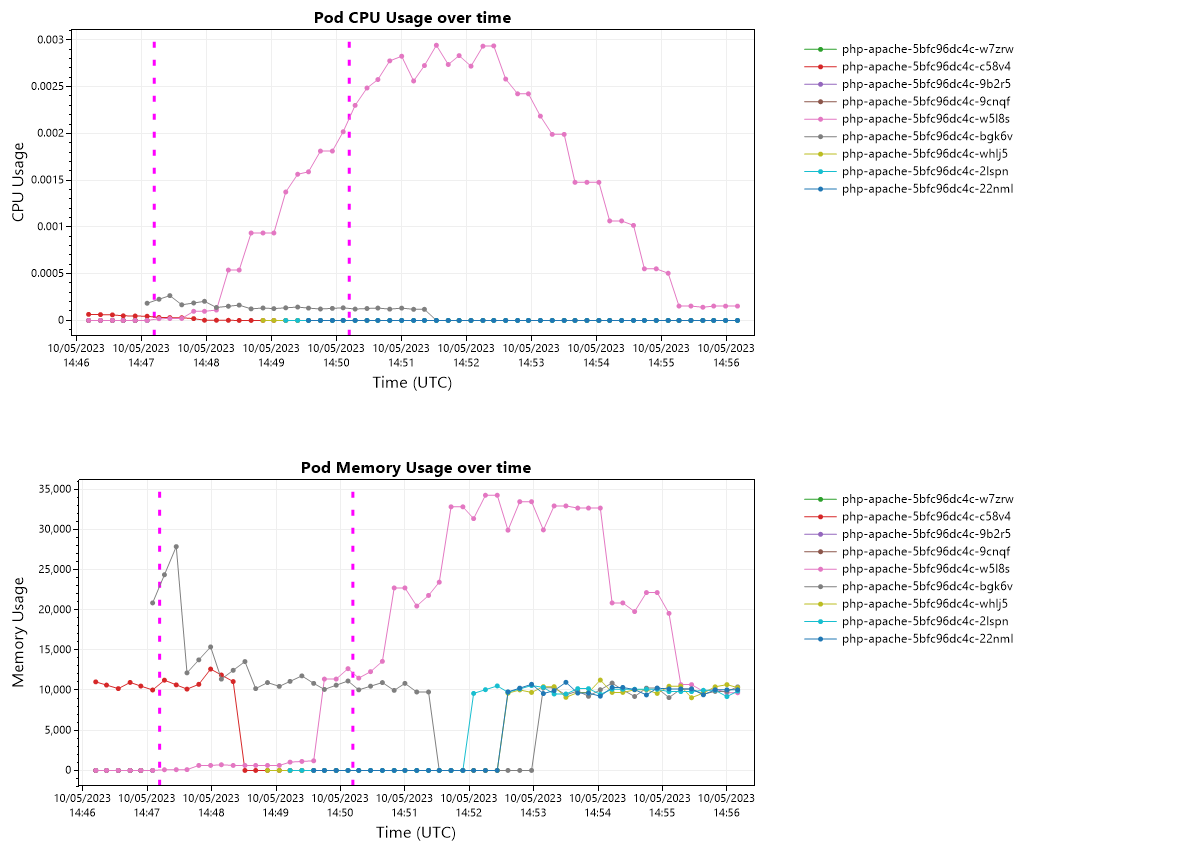 Pod CPU Usage over time
0.003
0.0025
0.002
0.0015
0.001
0.0005
0
CPU Usage
10/05/2023 10/05/2023 10/05/2023 10/05/2023 10/05/2023 10/05/2023 10/05/2023 10/05/2023 10/05/2023 10/05/2023 10/05/2023
14:46 14:47 14:48 14:49 14:50 14:51 14:52 14:53 14:54 14:55 14:56
Time (UTC)
php-apache-5bfc96dc4c-w7zrw
php-apache-5bfc96dc4c-c58v4
php-apache-5bfc96dc4c-9b2r5
php-apache-5bfc96dc4c-9cnqf
php-apache-5bfc96dc4c-w5l8s
php-apache-5bfc96dc4c-bgk6v
php-apache-5bfc96dc4c-whlj5
php-apache-5bfc96dc4c-2lspn
php-apache-5bfc96dc4c-22nml
Pod Memory Usage over time
35,000
30,000
25,000
20,000
15,000
10,000
5,000
0
Memory Usage
10/05/2023 10/05/2023 10/05/2023 10/05/2023 10/05/2023 10/05/2023 10/05/2023 10/05/2023 10/05/2023 10/05/2023 10/05/2023
14:46 14:47 14:48 14:49 14:50 14:51 14:52 14:53 14:54 14:55 14:56
Time (UTC)
php-apache-5bfc96dc4c-w7zrw
php-apache-5bfc96dc4c-c58v4
php-apache-5bfc96dc4c-9b2r5
php-apache-5bfc96dc4c-9cnqf
php-apache-5bfc96dc4c-w5l8s
php-apache-5bfc96dc4c-bgk6v
php-apache-5bfc96dc4c-whlj5
php-apache-5bfc96dc4c-2lspn
php-apache-5bfc96dc4c-22nml